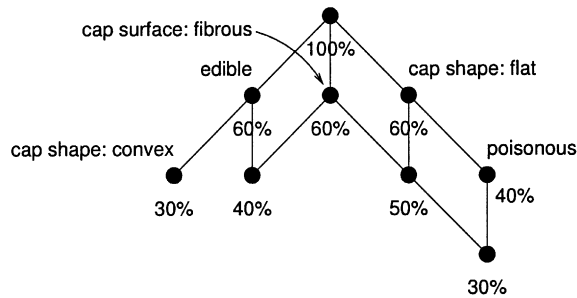 cap surface: fibrous
100%
edible
cap shape: flat
60%
60%
60%
cap shape: convex
poisonous
30%
40%
50%
40%
30%